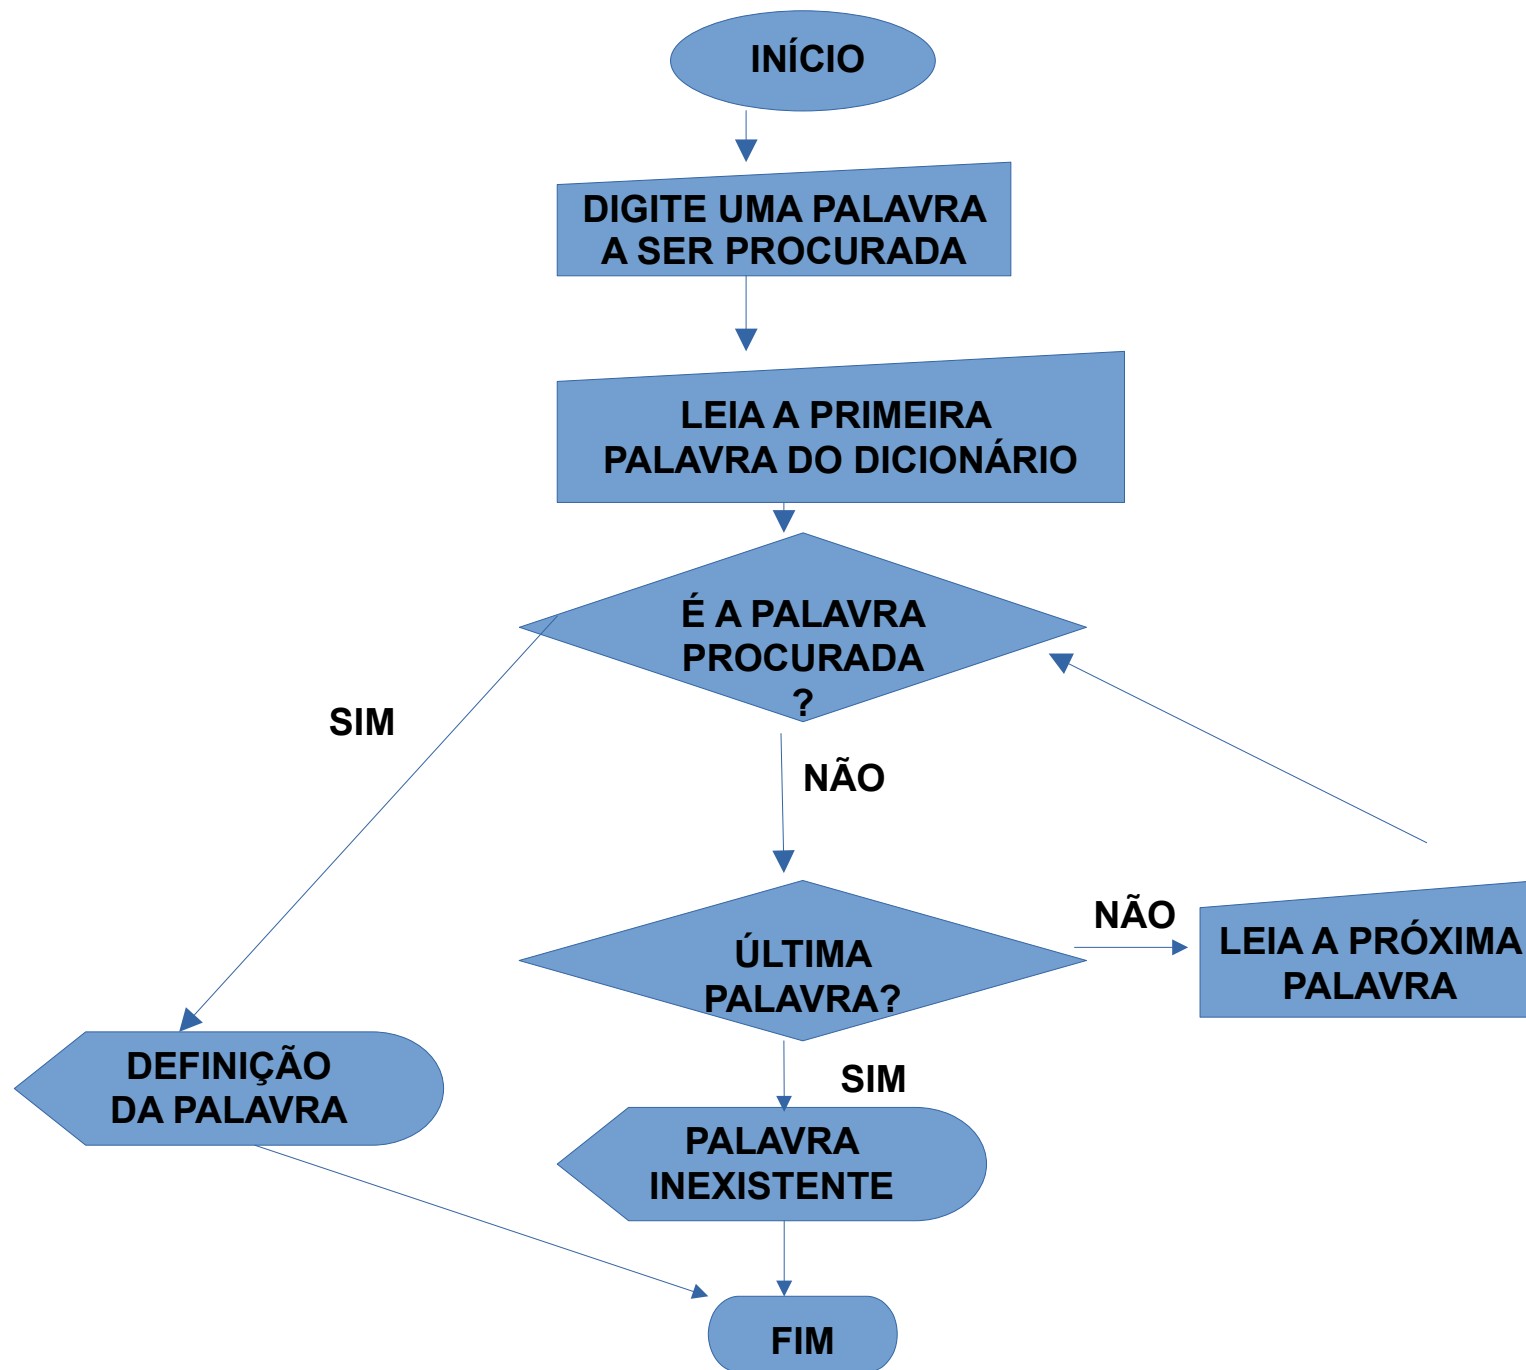 INÍCIO
DIGITE UMA PALAVRA
A SER PROCURADA
LEIA A PRIMEIRA
PALAVRA DO DICIONÁRIO
É A PALAVRA
PROCURADA
?
SIM
NÃO
ÚLTIMA
PALAVRA?
NÃO
LEIA A PRÓXIMA
PALAVRA
DEFINIÇÃO
DA PALAVRA
SIM
PALAVRA
INEXISTENTE
FIM